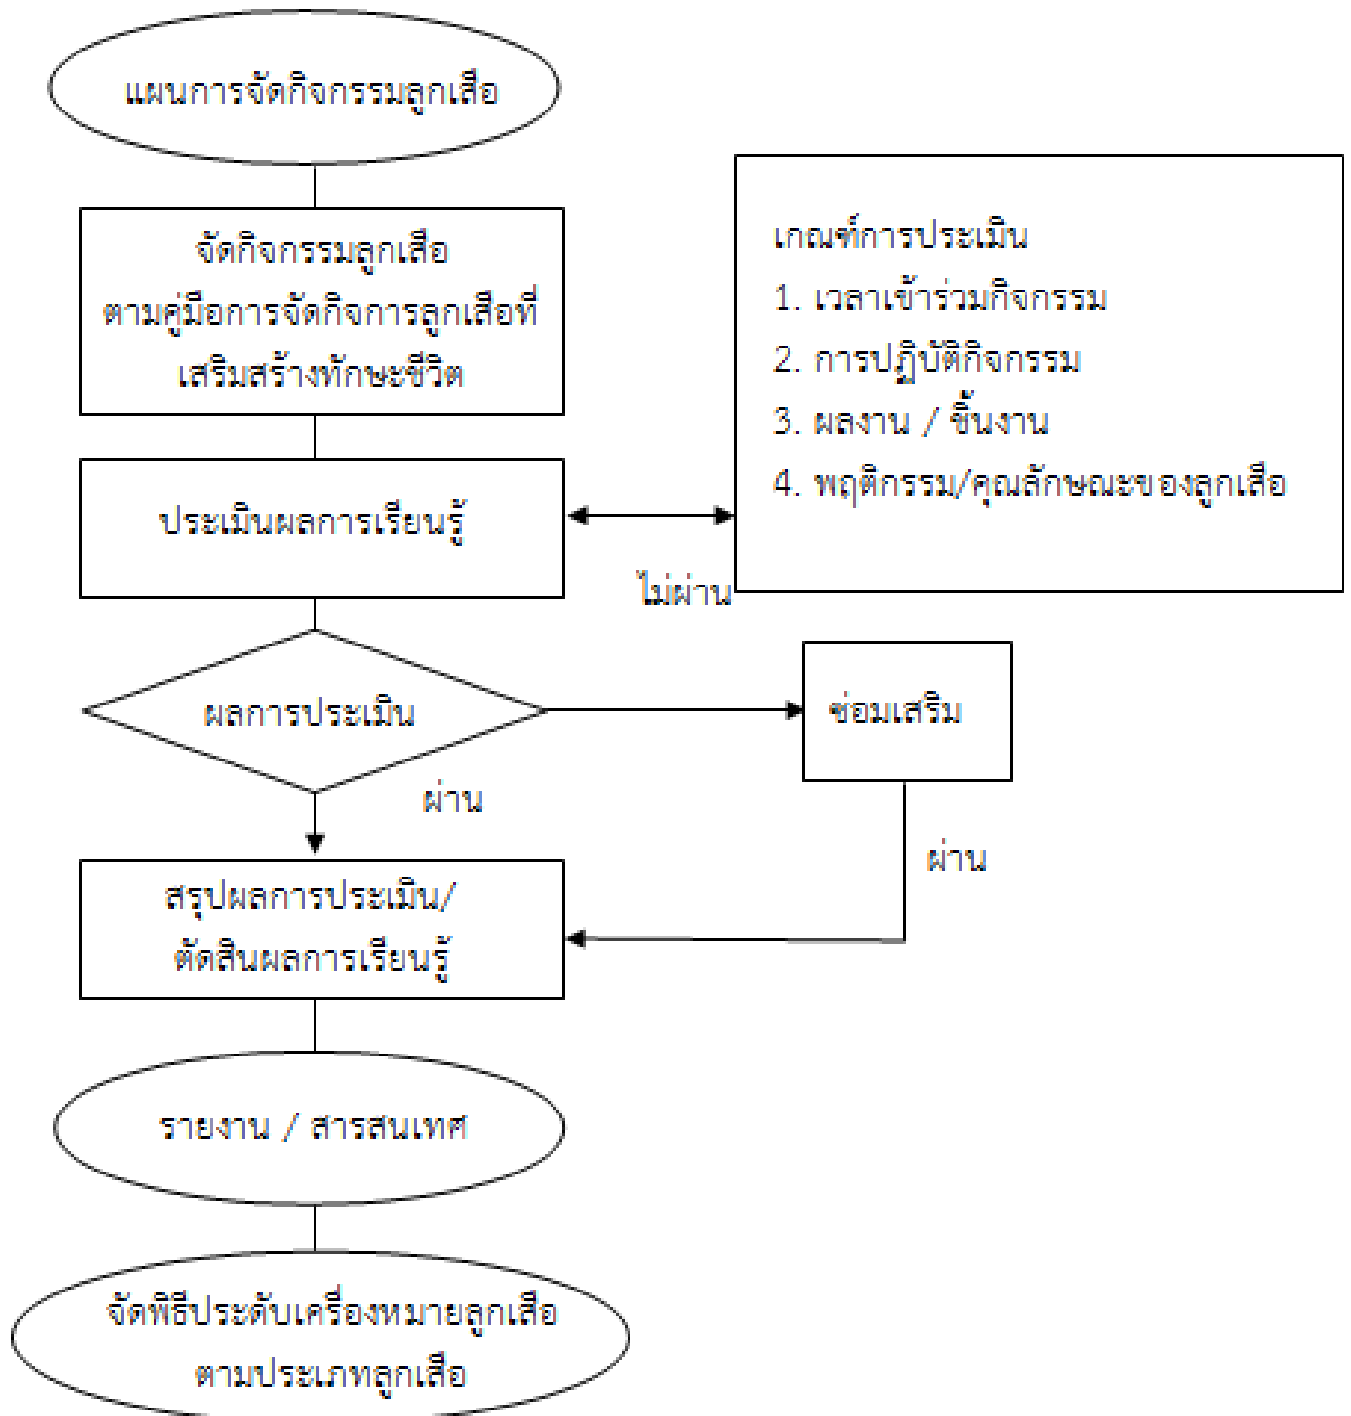 แผนการจัดกิจกรรมลูกเสือ
จัดกิจกรรมลูกเสือ
ตามคู่มือการจัดกิจการลูกเสือที่
เสริมสร้างทักษะชีวิต
เกณฑ์การประเมิน
1. เวลาเข้าร่วมกิจกรรม
2. การปฏิบัติกิจกรรม
3. ผลงาน / ชิ้นงาน
4. พฤติกรรม/คุณลักษณะของลูกเสือ
ประเมินผลการเรียนรู้
ไม่ผ่าน
ผลการประเมิน
ซ่อมเสริม
ผ่าน
ผ่าน
สรุปผลการประเมิน/
ตัดสินผลการเรียนรู้
รายงาน / สารสนเทศ
จัดพิธีประดับเครื่องหมายลูกเสือ
ตามประเภทลูกเสือ